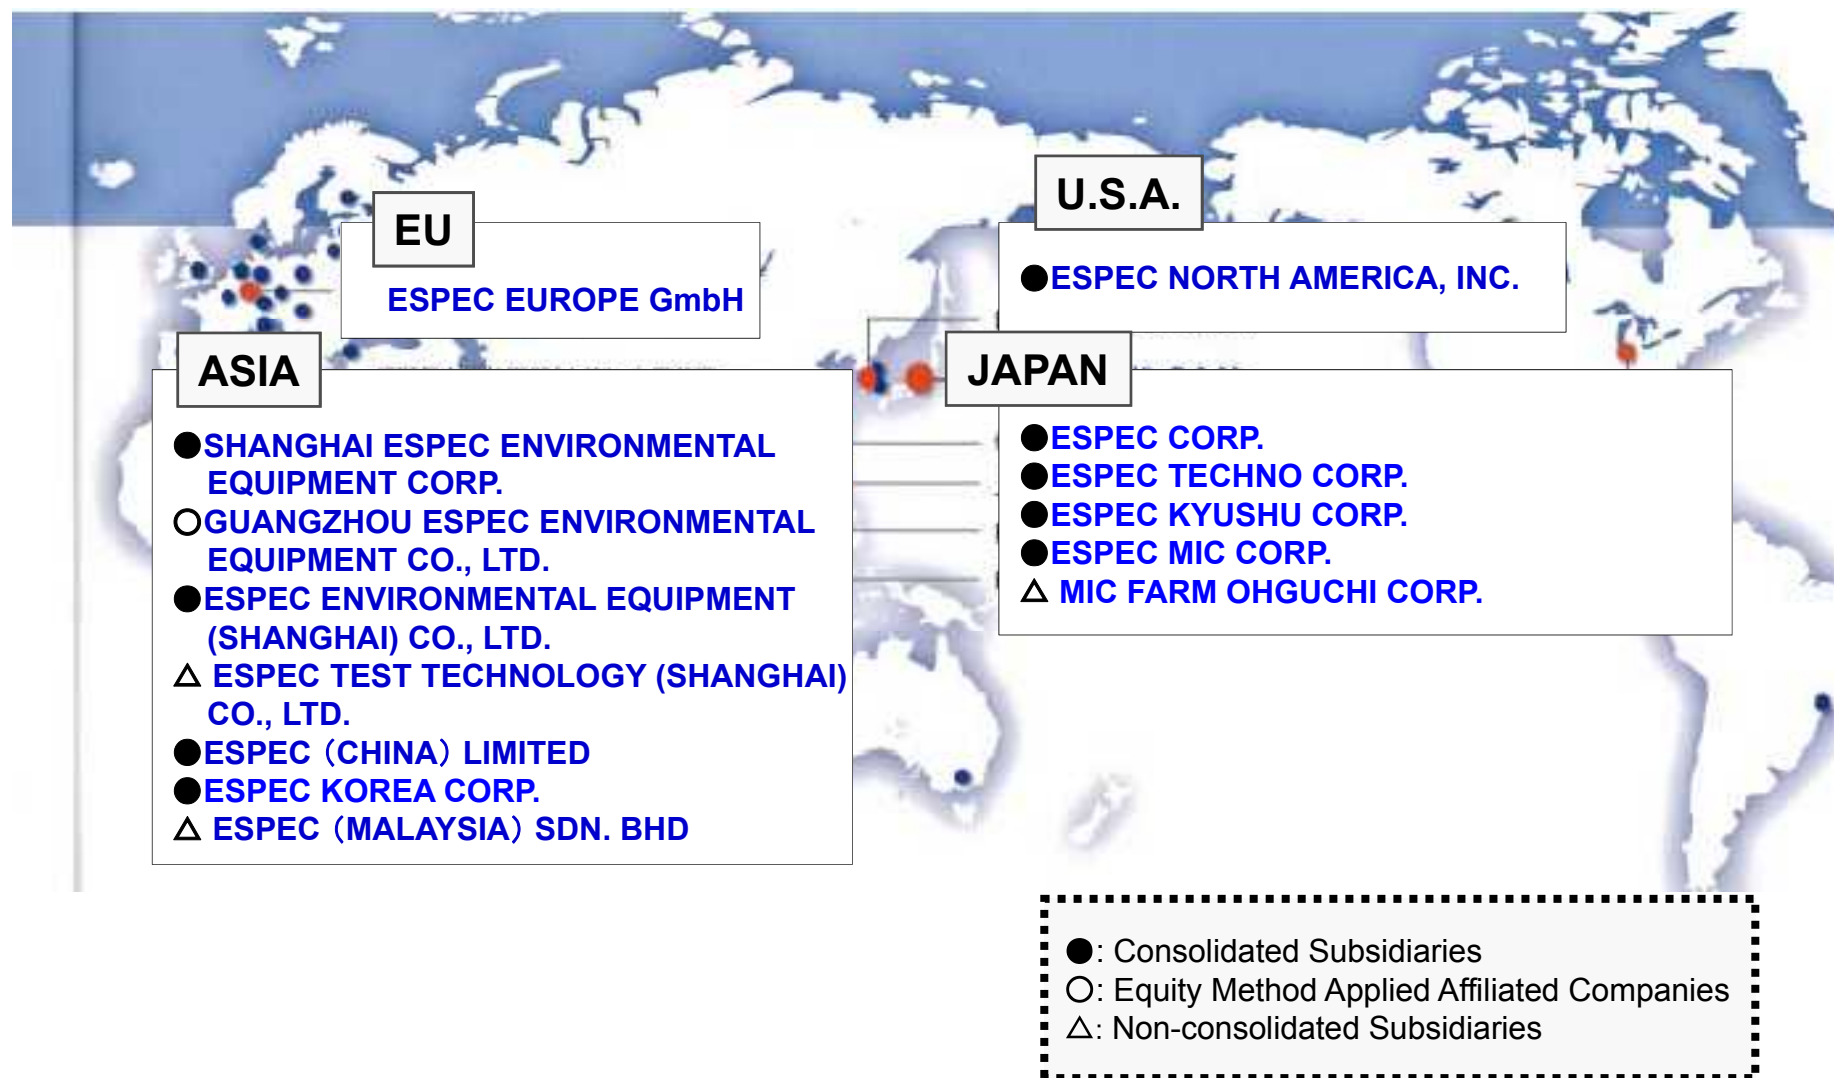 EU
ESPEC EUROPE GmbH
U.S.A.
●ESPEC NORTH AMERICA, INC.
ASIA
●SHANGHAI ESPEC ENVIRONMENTAL
EQUIPMENT CORP.
○GUANGZHOU ESPEC ENVIRONMENTAL
EQUIPMENT CO., LTD.
●ESPEC ENVIRONMENTAL EQUIPMENT
(SHANGHAI) CO., LTD.
△ ESPEC TEST TECHNOLOGY (SHANGHAI)
CO., LTD.
●ESPEC（CHINA）LIMITED
●ESPEC KOREA CORP.
△ ESPEC（MALAYSIA）SDN. BHD
JAPAN
●ESPEC CORP.
●ESPEC TECHNO CORP.
●ESPEC KYUSHU CORP.
●ESPEC MIC CORP.
△ MIC FARM OHGUCHI CORP.
●: Consolidated Subsidiaries
○: Equity Method Applied Affiliated Companies
△: Non-consolidated Subsidiaries